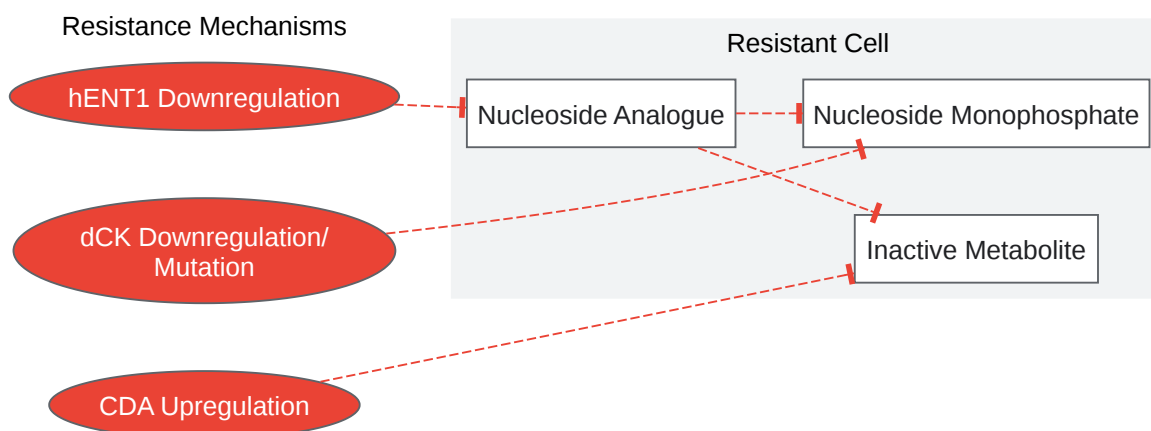 Resistance Mechanisms
Resistant Cell
hENT1 Downregulation
Nucleoside Analogue
Nucleoside Monophosphate
dCK Downregulation/
Mutation
Inactive Metabolite
CDA Upregulation